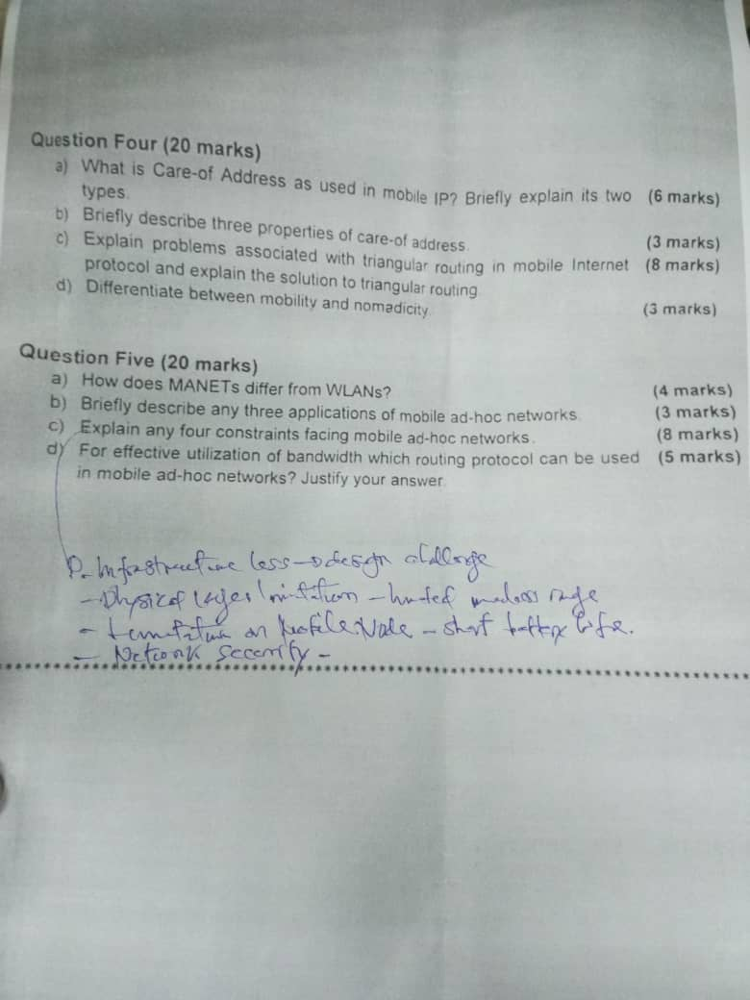 Question Four (20 marks)
a) What is Care-of Address as used in mobile IP? Briefly explain its two (6 marks)
types.
b) Briefly describe three properties of care-of address. (3 marks)
c) Explain problems associated with triangular routing in mobile Internet (8 marks)
protocol and explain the solution to triangular routing.
d) Differentiate between mobility and nomadicity. (3 marks)
Question Five (20 marks)
a) How does MANETs differ from WLANs? (4 marks)
b) Briefly describe any three applications of mobile ad-hoc networks. (3 marks)
c) Explain any four constraints facing mobile ad-hoc networks. (8 marks)
d) For effective utilization of bandwidth which routing protocol can be used (5 marks)
in mobile ad-hoc networks? Justify your answer.
Infrastructure less → design challenge
- Physical layer limitation - limited wireless range
- Limitation on Mobile Node - short battery life.
- Network security -